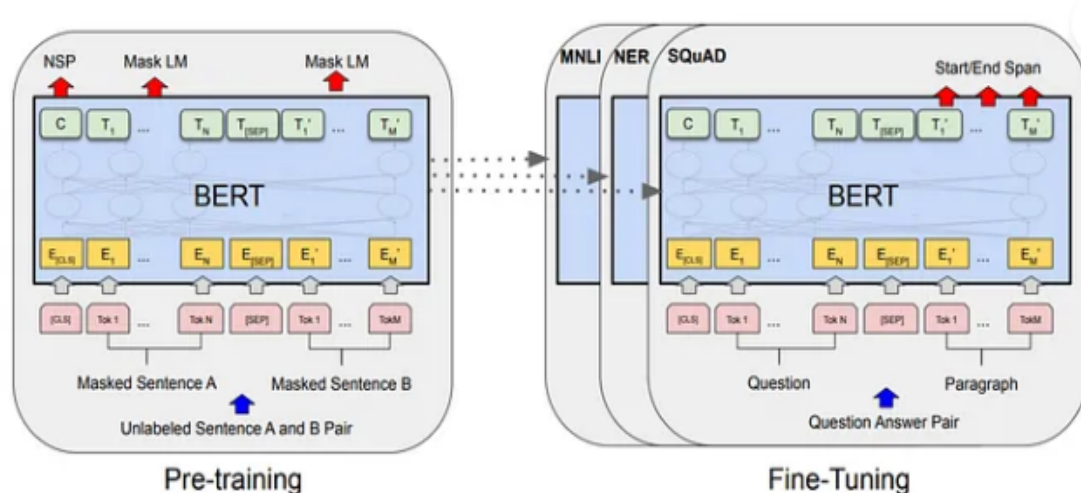 NSP Mask LM Mask LM
C T1 ... TN T[SEP] T1' ... TM'
BERT
E[CLS] E1 ... EN E[SEP] E1' ... EM'
[CLS] Tok 1 ... Tok N [SEP] Tok 1 ... TokM
Masked Sentence A Masked Sentence B
Unlabeled Sentence A and B Pair
Pre-training
MNLI NER SQuAD
Start/End Span
C T1 ... TN T[SEP] T1' ... TM'
BERT
E[CLS] E1 ... EN E[SEP] E1' ... EM'
[CLS] Tok 1 ... Tok N [SEP] Tok 1 ... TokM
Question Paragraph
Question Answer Pair
Fine-Tuning